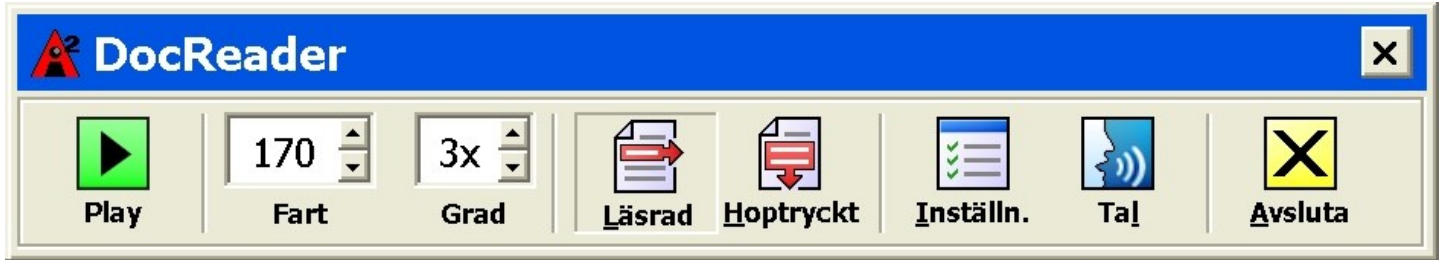 DocReader
170 3x
Play Fart Grad Läsrad Hoptryckt Inställn. Tal Avsluta